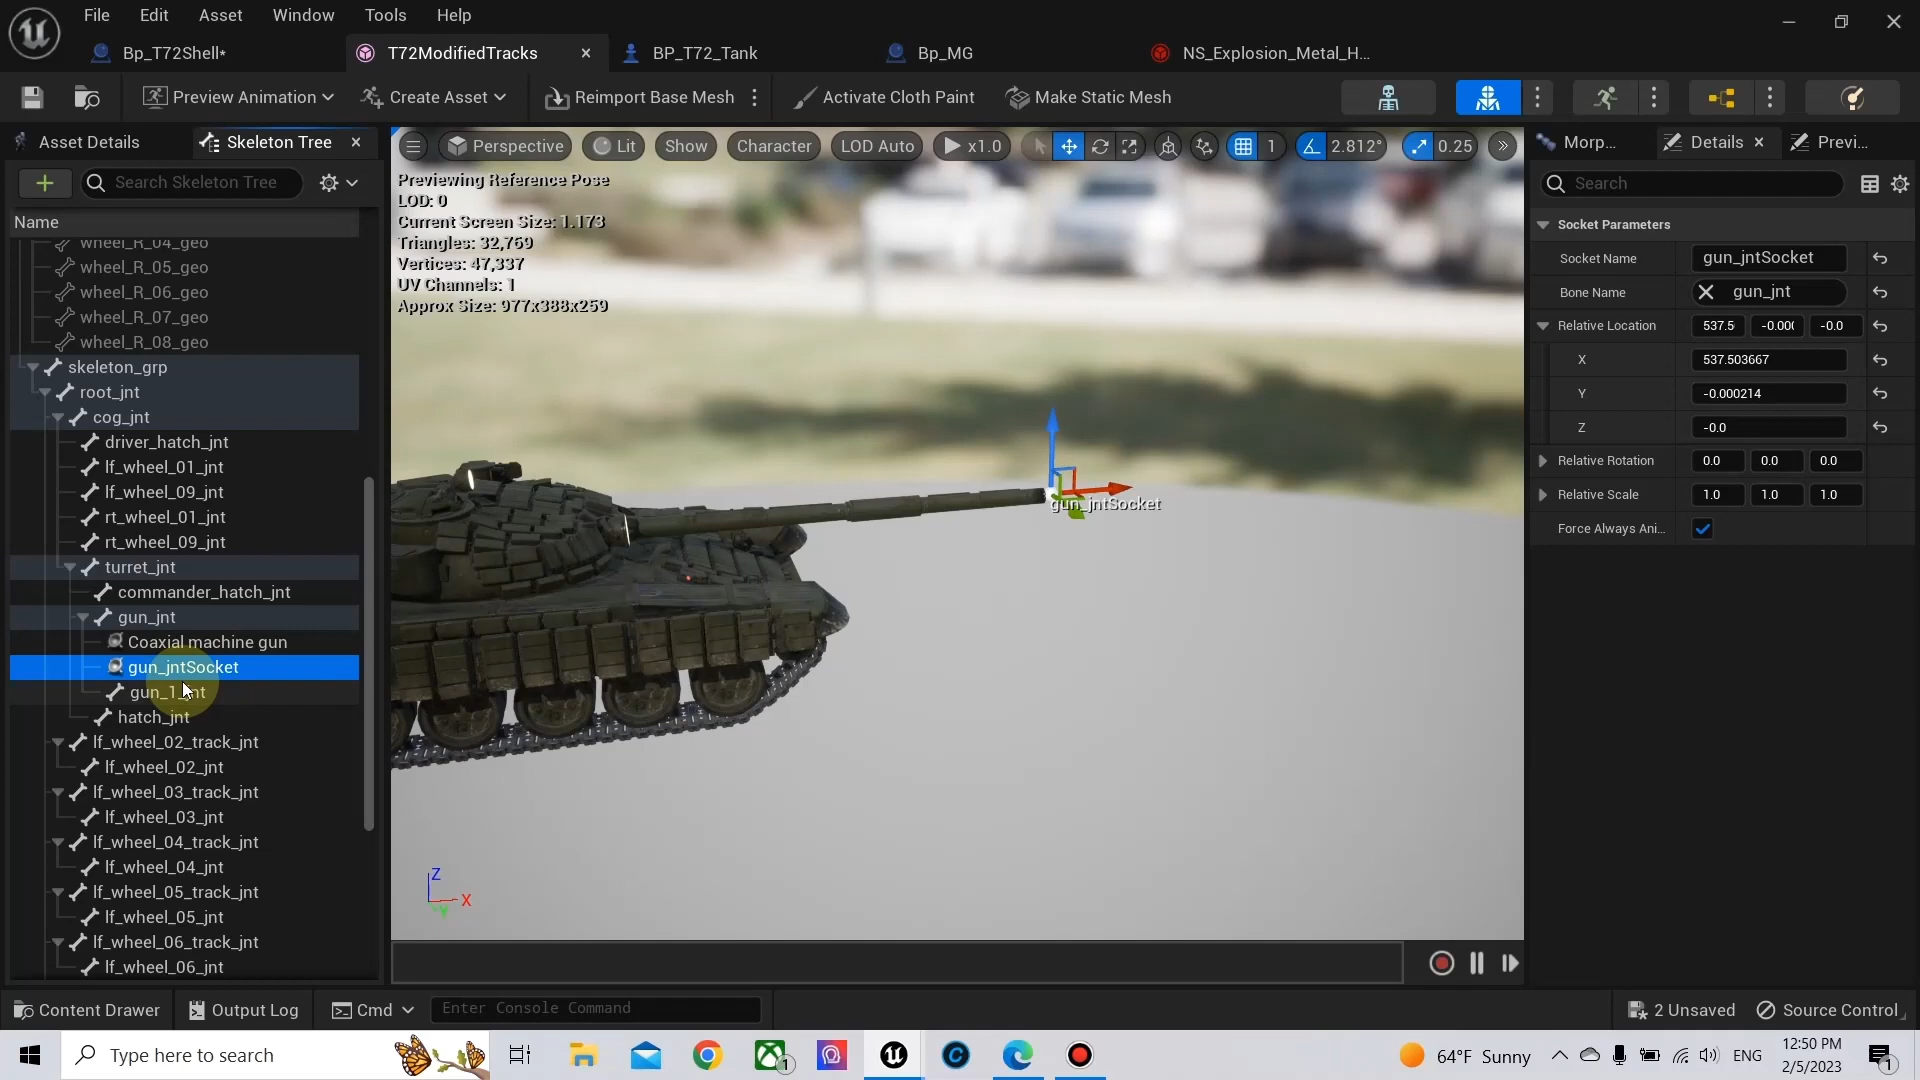 File Edit Asset Window Tools Help
Bp_T72Shell* T72ModifiedTracks BP_T72_Tank Bp_MG NS_Explosion_Metal_H...
Preview Animation Create Asset Reimport Base Mesh Activate Cloth Paint Make Static Mesh
Asset Details Skeleton Tree
Search Skeleton Tree
Name
wheel_R_04_geo
wheel_R_05_geo
wheel_R_06_geo
wheel_R_07_geo
wheel_R_08_geo
skeleton_grp
root_jnt
cog_jnt
driver_hatch_jnt
lf_wheel_01_jnt
lf_wheel_09_jnt
rt_wheel_01_jnt
rt_wheel_09_jnt
turret_jnt
commander_hatch_jnt
gun_jnt
Coaxial machine gun
gun_jntSocket
gun_1_jnt
hatch_jnt
lf_wheel_02_track_jnt
lf_wheel_02_jnt
lf_wheel_03_track_jnt
lf_wheel_03_jnt
lf_wheel_04_track_jnt
lf_wheel_04_jnt
lf_wheel_05_track_jnt
lf_wheel_05_jnt
lf_wheel_06_track_jnt
lf_wheel_06_jnt
Perspective Lit Show Character LOD Auto x1.0 1 2.812° 0.25
Previewing Reference Pose
LOD: 0
Current Screen Size: 1.173
Triangles: 32,769
Vertices: 47,337
UV Channels: 1
Approx Size: 977x388x259
gun_jntSocket
Z
X
Y
Morp... Details Previ...
Search
Socket Parameters
Socket Name gun_jntSocket
Bone Name gun_jnt
Relative Location 537.5 -0.000 -0.0
X 537.503667
Y -0.000214
Z -0.0
Relative Rotation 0.0 0.0 0.0
Relative Scale 1.0 1.0 1.0
Force Always Ani...
Content Drawer Output Log Cmd Enter Console Command 2 Unsaved Source Control
Type here to search 1 64°F Sunny ENG 12:50 PM
2/5/2023 1